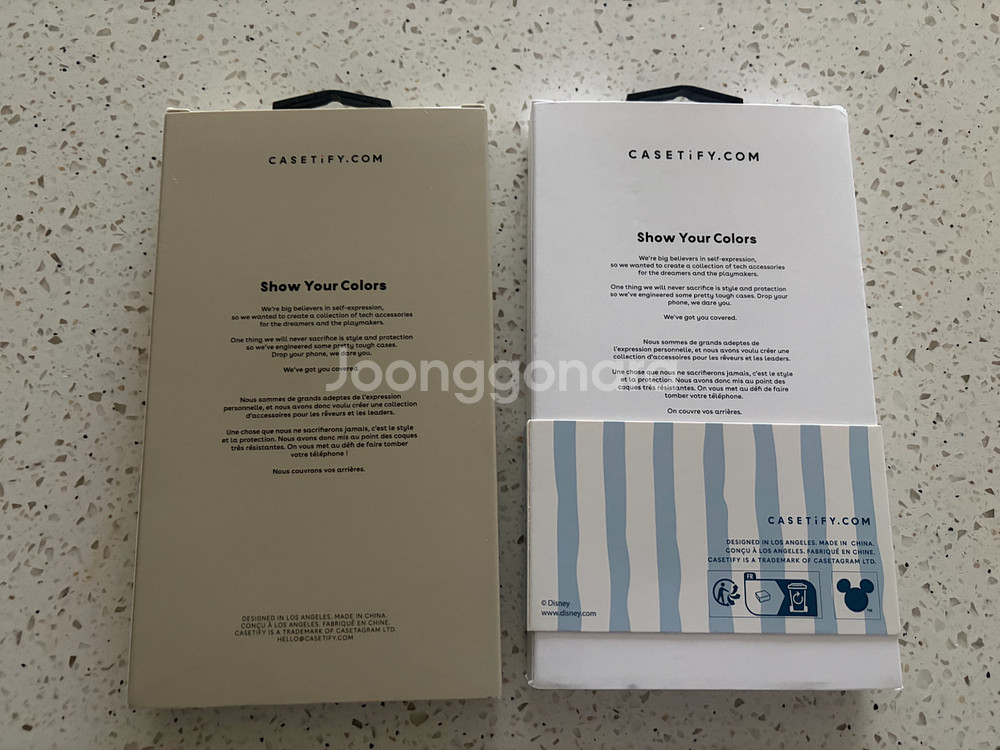 CASETiFY.COM
Show Your Colors
We're big believers in self-expression,
so we wanted to create a collection of tech accessories
for the dreamers and the playmakers.
One thing we will never sacrifice is style and protection
so we've engineered some pretty tough cases.
Drop your phone, we dare you.
We've got you covered.
Nous sommes de grands adeptes de l'expression
personnelle, et nous avons donc voulu créer une collection
d'accessoires pour les rêveurs et les leaders.
Une chose que nous ne sacrifierons jamais, c'est le style
et la protection. Nous avons donc mis au point des coques
très résistantes. On vous met au défi de faire tomber
votre téléphone !
Nous couvrons vos arrières.
DESIGNED IN LOS ANGELES. MADE IN CHINA.
CONÇU À LOS ANGELES. FABRIQUÉ EN CHINE.
CASETiFY IS A TRADEMARK OF CASETAGRAM LTD.
HELLO@CASETIFY.COM
CASETiFY.COM
Show Your Colors
We're big believers in self-expression,
so we wanted to create a collection of tech accessories
for the dreamers and the playmakers.
One thing we will never sacrifice is style and protection
so we've engineered some pretty tough cases. Drop your
phone, we dare you.
We've got you covered.
Nous sommes de grands adeptes de
l'expression personnelle, et nous avons voulu créer une
collection d'accessoires pour les rêveurs et les leaders.
Une chose que nous ne sacrifierons jamais, c'est le style
et la protection. Nous avons donc mis au point des
coques très résistantes. On vous met au défi de faire
tomber votre téléphone.
On couvre vos arrières.
CASETiFY.COM
DESIGNED IN LOS ANGELES. MADE IN CHINA.
CONÇU À LOS ANGELES. FABRIQUÉ EN CHINE.
CASETIFY IS A TRADEMARK OF CASETAGRAM LTD.
FR
TM
© Disney
www.disney.com